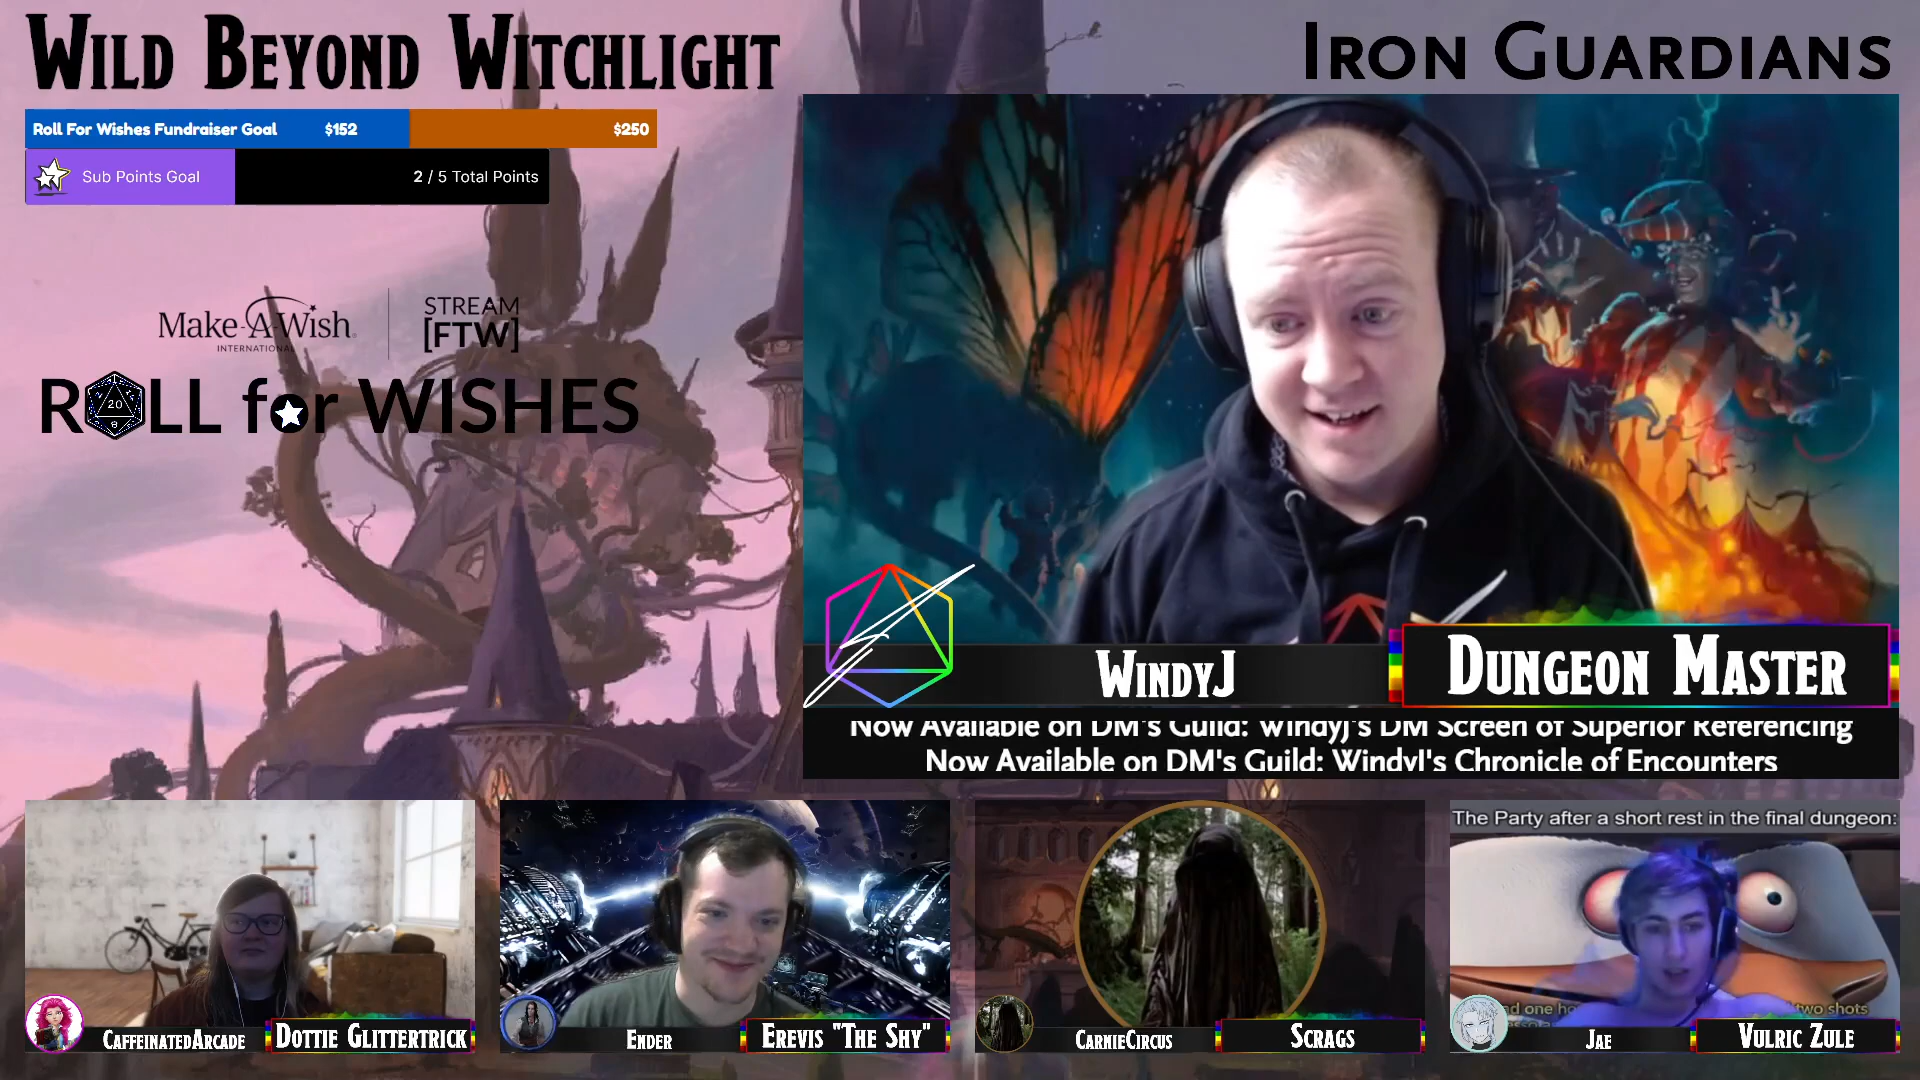 Wild Beyond Witchlight
Iron Guardians
Roll For Wishes Fundraiser Goal $152 $250
Sub Points Goal 2 / 5 Total Points
Make-A-Wish
INTERNATIONAL
STREAM
[FTW]
ROLL for WISHES
20
WindyJ
Dungeon Master
Now Available on DM's Guild: WindyJ's DM Screen of Superior Referencing
Now Available on DM's Guild: WindyJ's Chronicle of Encounters
The Party after a short rest in the final dungeon:
two shots
CaffeinatedArcade
Dottie Glittertrick
Ender
Erevis "The Shy"
CarnieCircus
Scrags
Jae
Vulric Zule